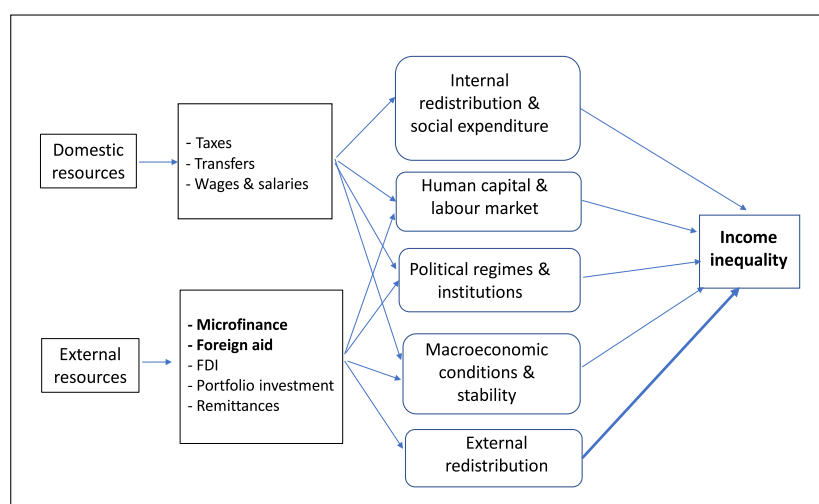 Domestic
resources
- Taxes
- Transfers
- Wages & salaries
External
resources
- Microfinance
- Foreign aid
- FDI
- Portfolio investment
- Remittances
Internal
redistribution &
social expenditure
Human capital &
labour market
Political regimes &
institutions
Macroeconomic
conditions &
stability
External
redistribution
Income
inequality